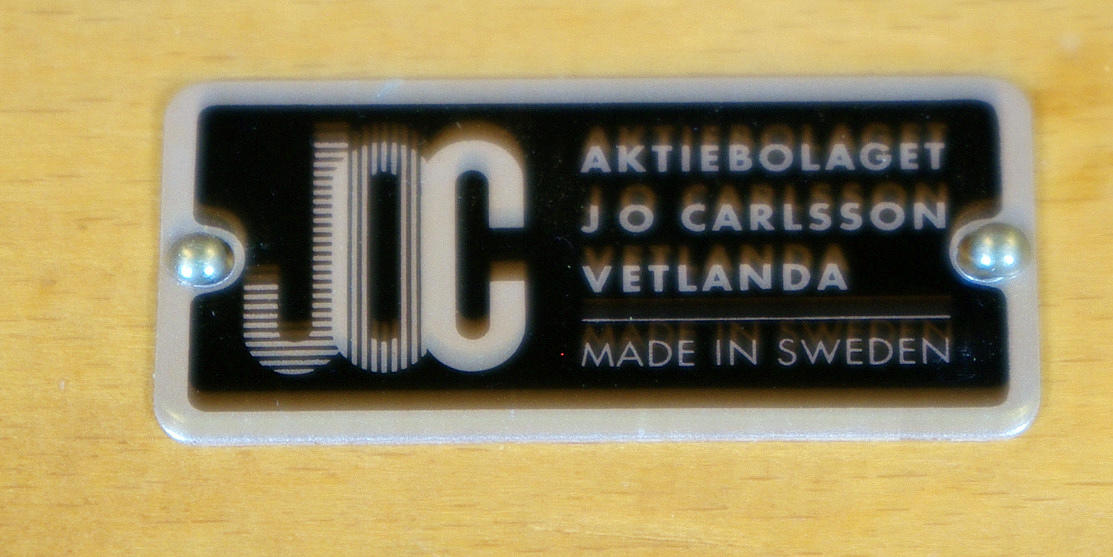 JOC
AKTIEBOLAGET
J O CARLSSON
VETLANDA
MADE IN SWEDEN